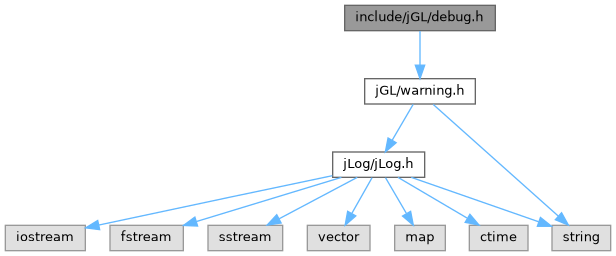 include/jGL/debug.h
jGL/warning.h
jLog/jLog.h
iostream
fstream
sstream
vector
map
ctime
string